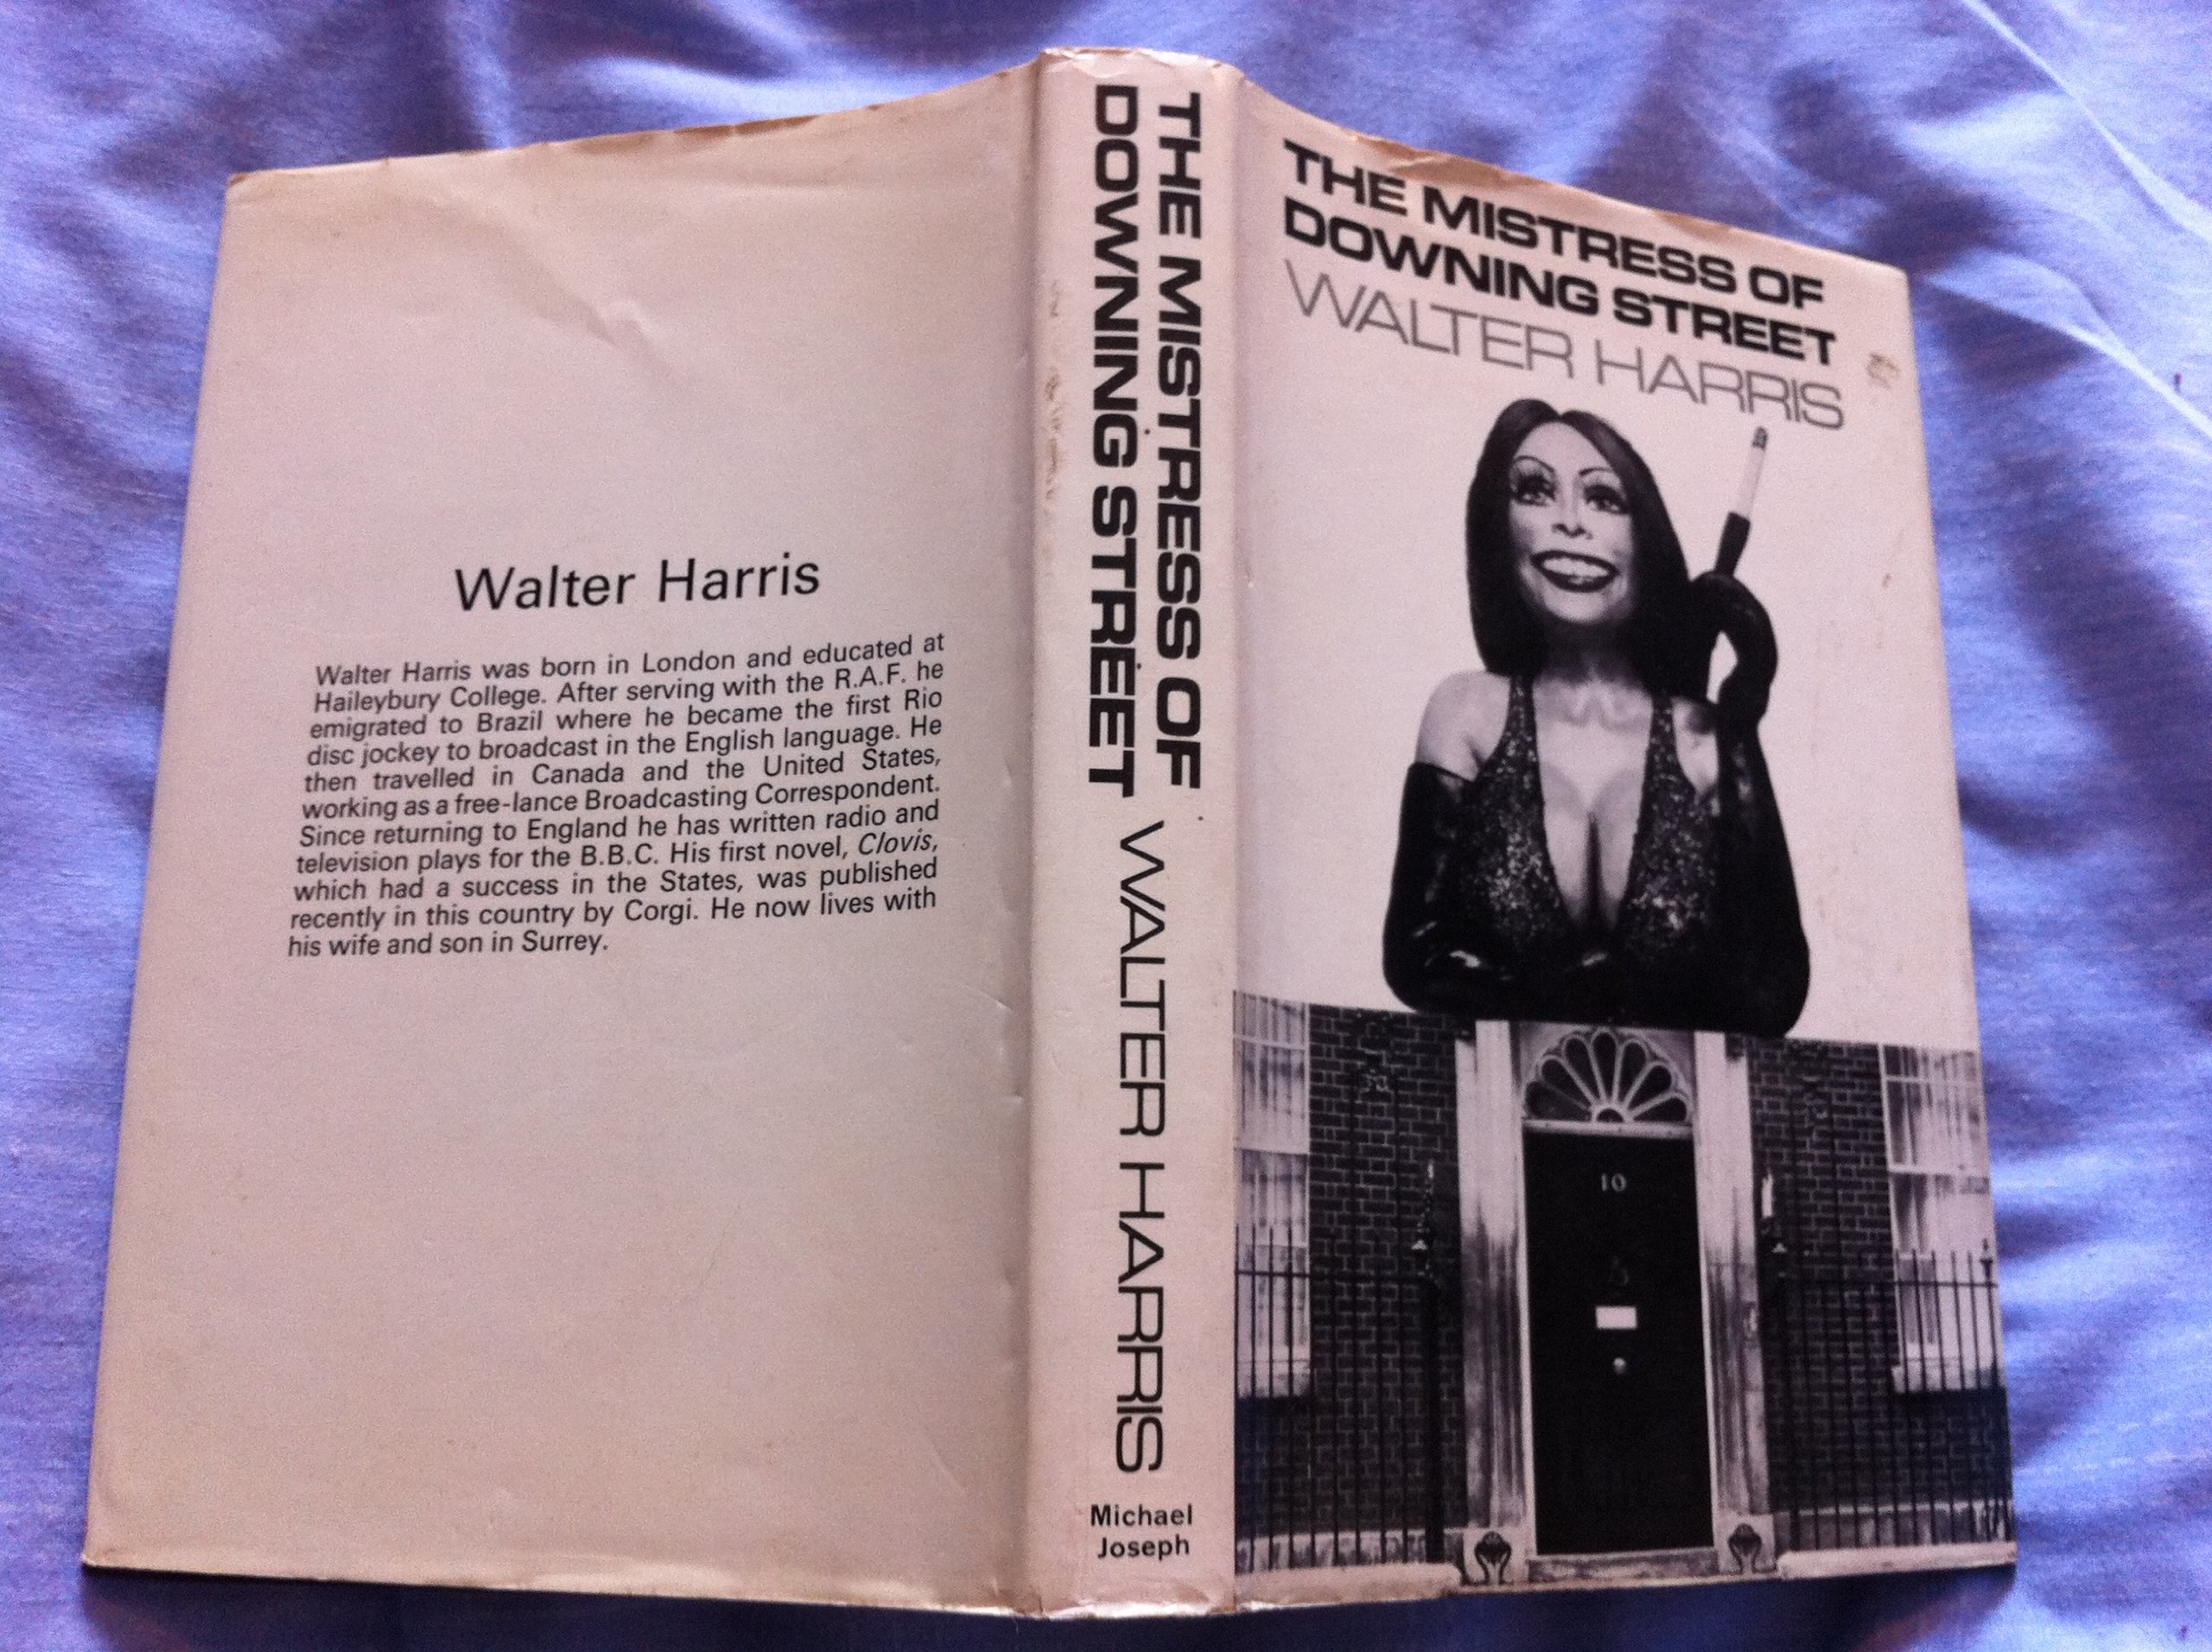 Walter Harris
Walter Harris was born in London and educated at
Haileybury College. After serving with the R.A.F. he
emigrated to Brazil where he became the first Rio
disc jockey to broadcast in the English language. He
then travelled in Canada and the United States,
working as a free-lance Broadcasting Correspondent.
Since returning to England he has written radio and
television plays for the B.B.C. His first novel, Clovis,
which had a success in the States, was published
recently in this country by Corgi. He now lives with
his wife and son in Surrey.
THE MISTRESS OF
DOWNING STREET WALTER HARRIS
Michael
Joseph
THE MISTRESS OF
DOWNING STREET
WALTER HARRIS
10